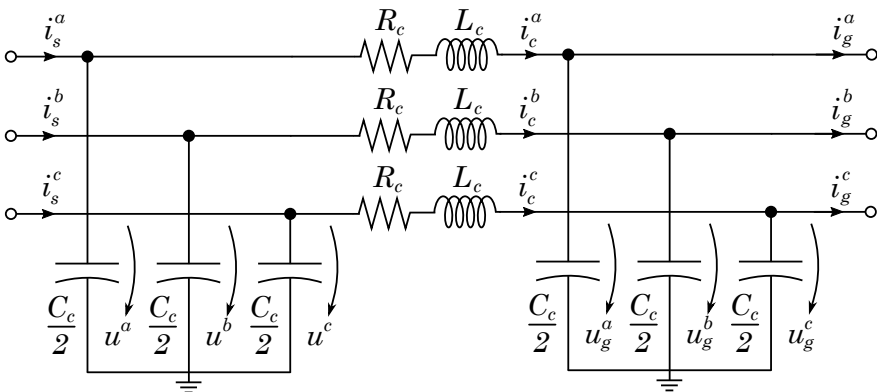 i_s^a R_c L_c i_c^a i_g^a
i_s^b R_c L_c i_c^b i_g^b
i_s^c R_c L_c i_c^c i_g^c
C_c/2 u^a C_c/2 u^b C_c/2 u^c C_c/2 u_g^a C_c/2 u_g^b C_c/2 u_g^c